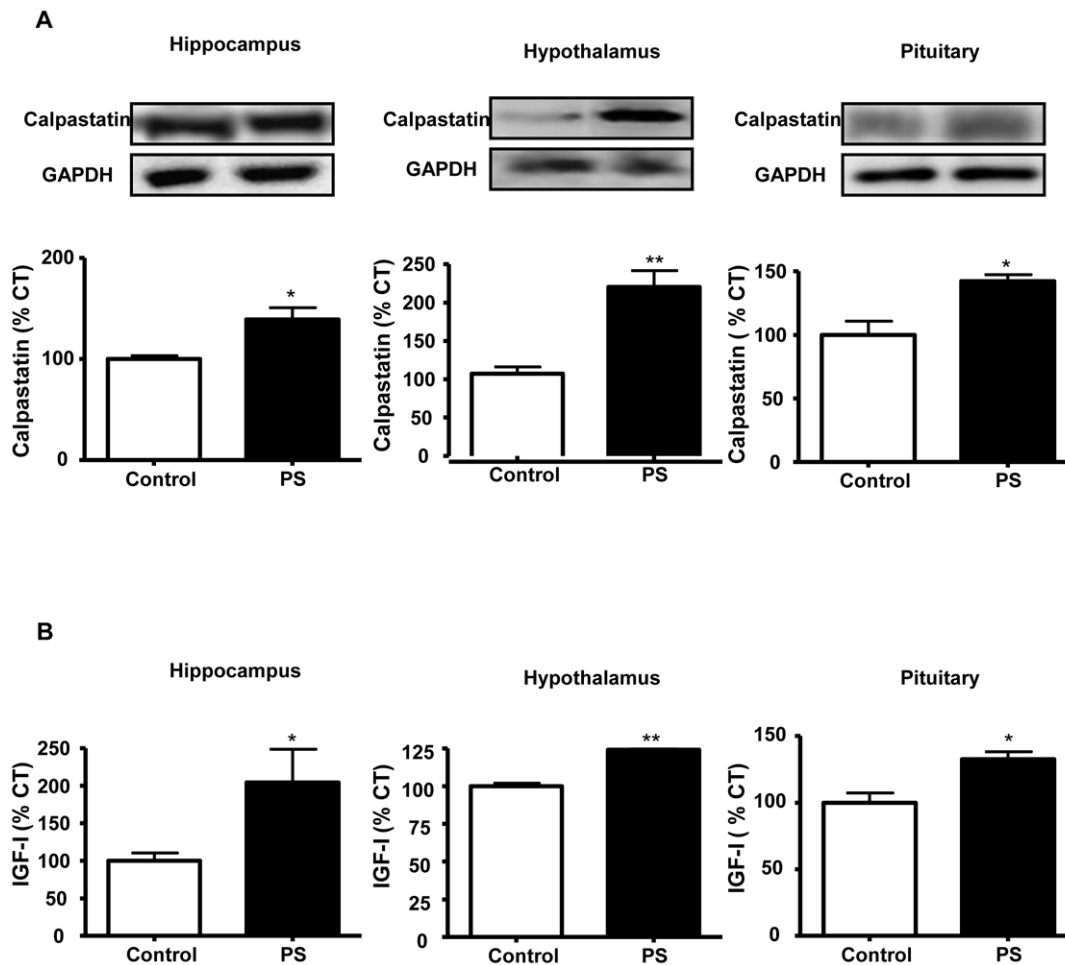 A
Hippocampus
Hypothalamus
Pituitary
Calpastatin
GAPDH
Calpastatin
GAPDH
Calpastatin
GAPDH
Calpastatin (% CT)
200
100
0
*
Control
PS
Calpastatin (% CT)
250
200
150
100
50
0
**
Control
PS
Calpastatin ( % CT)
150
100
50
0
*
Control
PS
B
Hippocampus
Hypothalamus
Pituitary
IGF-I (% CT)
250
200
150
100
50
0
*
Control
PS
IGF-I (% CT)
125
100
75
50
25
0
**
Control
PS
IGF-I ( % CT)
150
100
50
0
*
Control
PS